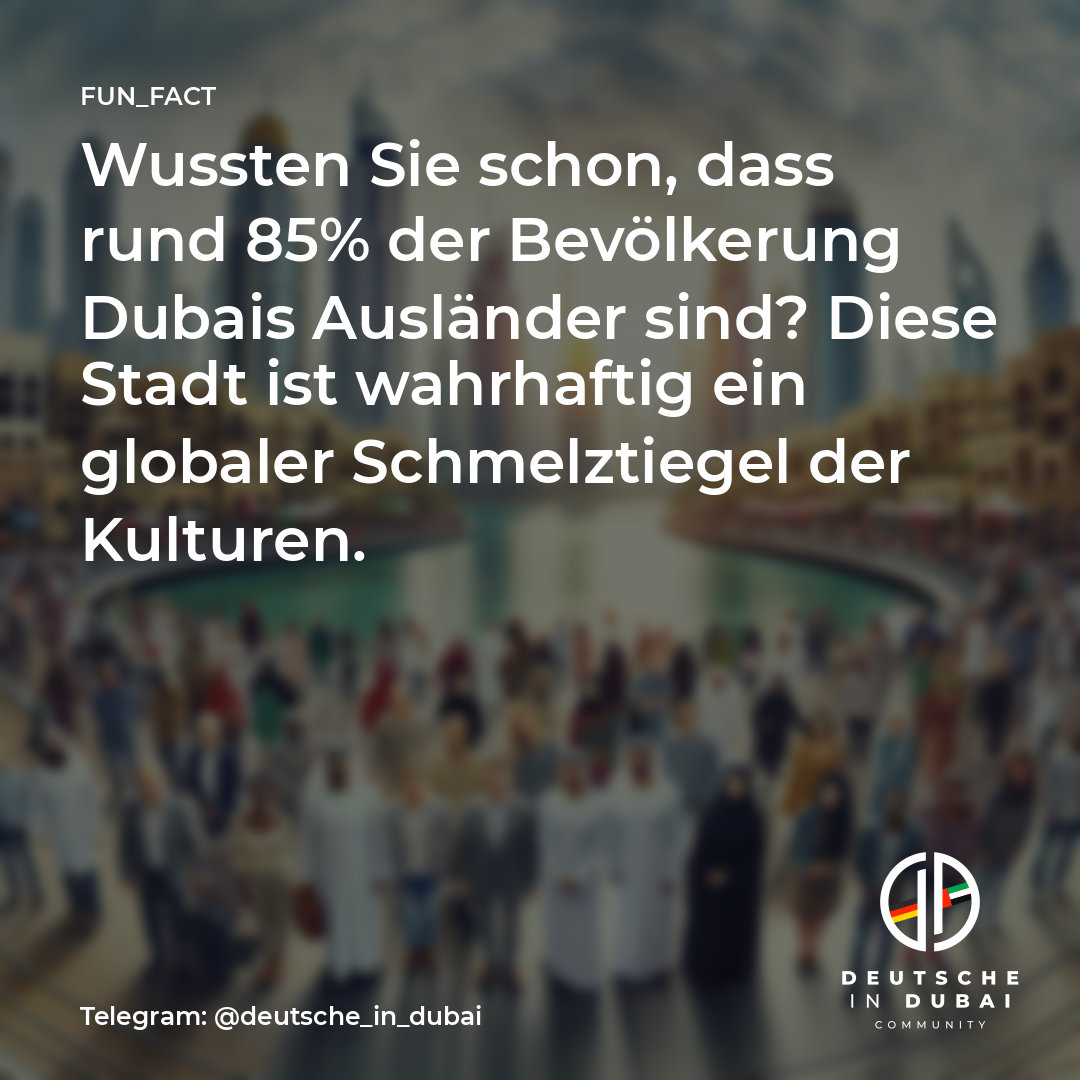 FUN_FACT
Wussten Sie schon, dass
rund 85% der Bevölkerung
Dubais Ausländer sind? Diese
Stadt ist wahrhaftig ein
globaler Schmelztiegel der
Kulturen.
DEUTSCHE
IN DUBAI
COMMUNITY
Telegram: @deutsche_in_dubai